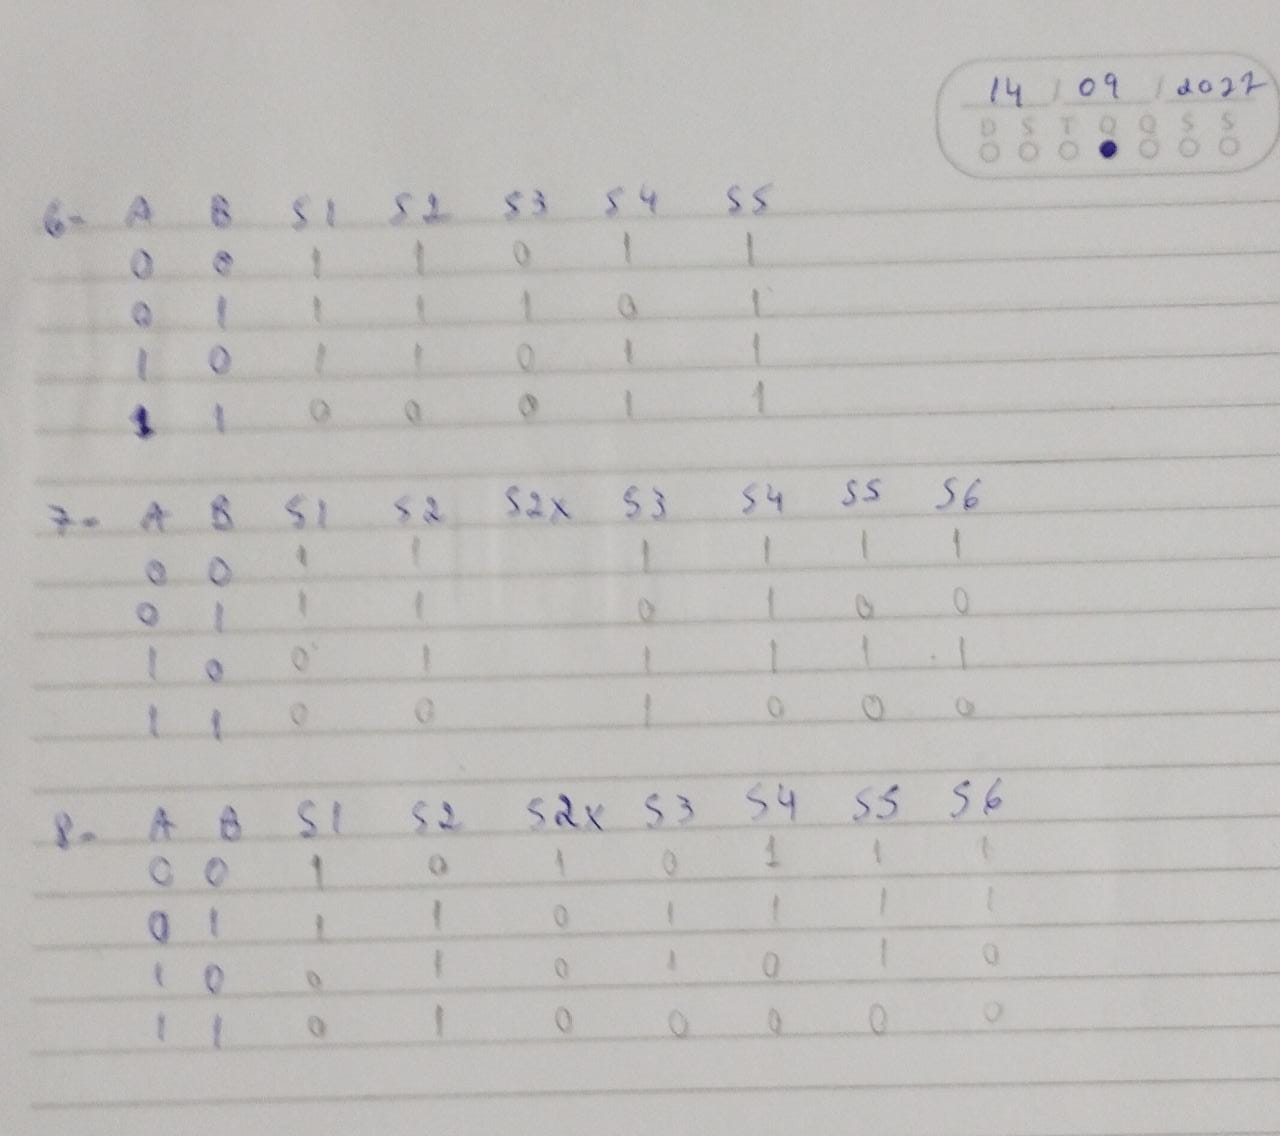 14 / 09 / 2022
D S T Q Q S S
6- A B S1 S2 S3 S4 S5
0 0 1 1 0 1 1
0 1 1 1 1 0 1
1 0 1 1 0 1 1
1 1 0 0 0 1 1
7- A B S1 S2 S2x S3 S4 S5 S6
0 0 1 1 1 1 1 1
0 1 1 1 0 1 0 0
1 0 0 1 1 1 1 1
1 1 0 0 1 0 0 0
8- A B S1 S2 S2x S3 S4 S5 S6
0 0 1 0 1 0 1 1 1
0 1 1 1 0 1 1 1 1
1 0 0 1 0 1 0 1 0
1 1 0 1 0 0 0 0 0